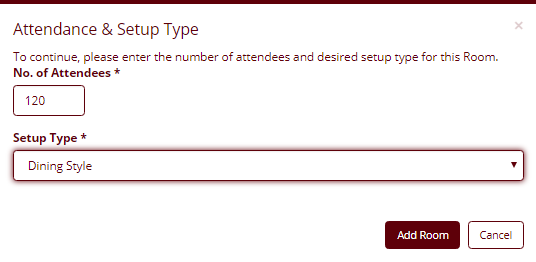 Attendance & Setup Type
×
To continue, please enter the number of attendees and desired setup type for this Room.
No. of Attendees *
120
Setup Type *
Dining Style
Add Room
Cancel